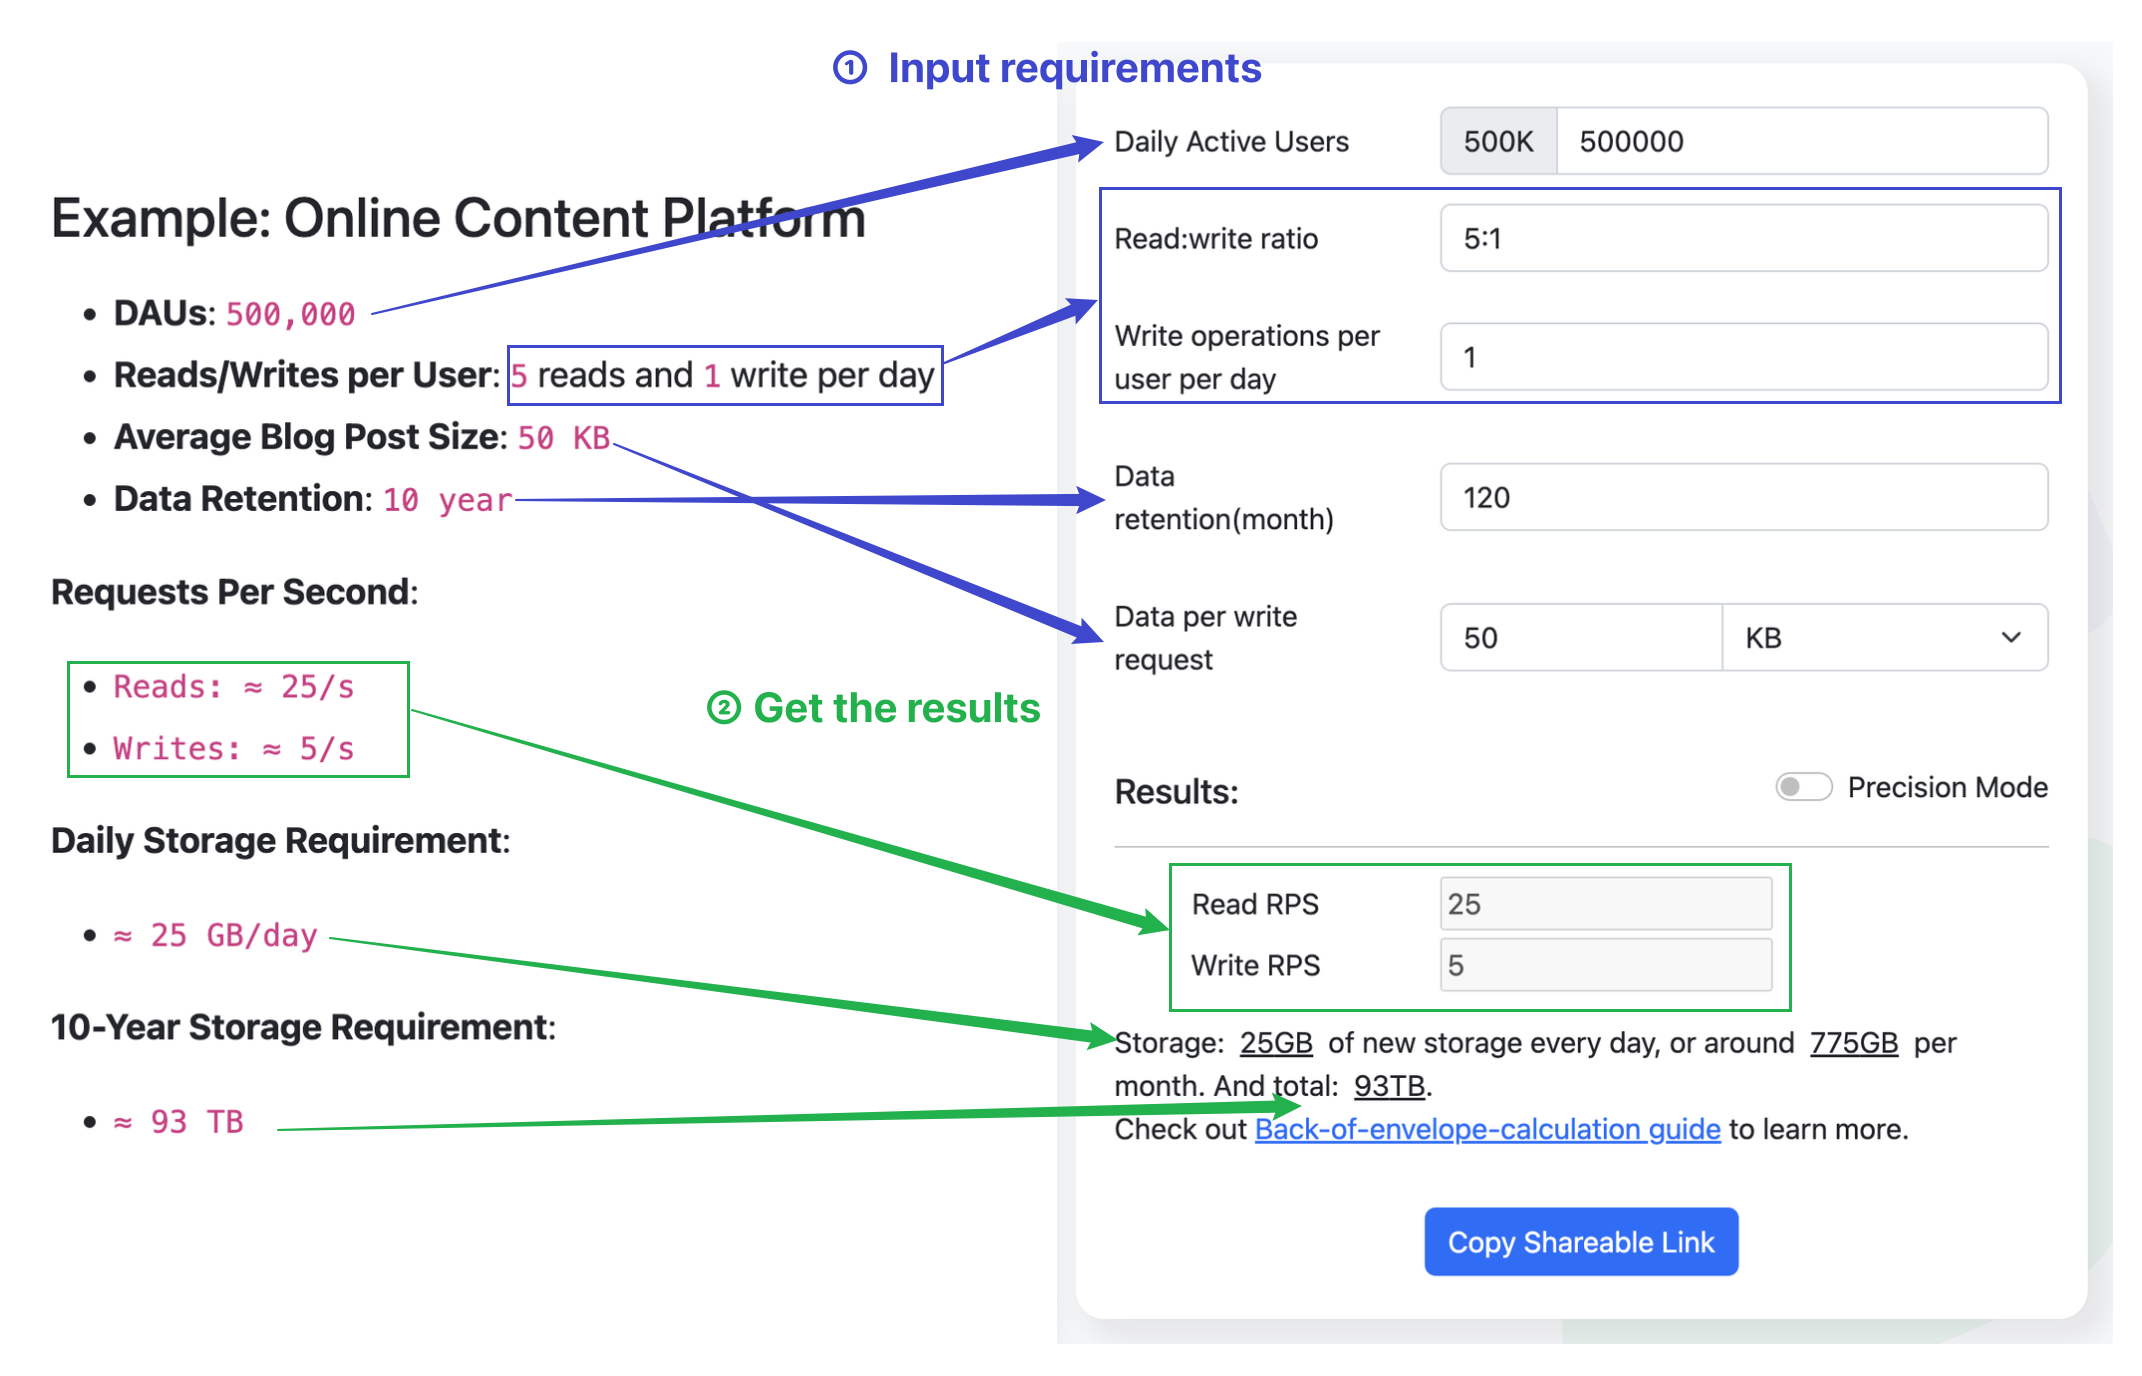 ① Input requirements
Example: Online Content Platform
• DAUs: 500,000
• Reads/Writes per User: 5 reads and 1 write per day
• Average Blog Post Size: 50 KB
• Data Retention: 10 year
Requests Per Second:
• Reads: ≈ 25/s
• Writes: ≈ 5/s
Daily Storage Requirement:
• ≈ 25 GB/day
10-Year Storage Requirement:
• ≈ 93 TB
② Get the results
Daily Active Users 500K 500000
Read:write ratio 5:1
Write operations per
user per day 1
Data
retention(month) 120
Data per write
request 50 KB
Results: Precision Mode
Read RPS 25
Write RPS 5
Storage: 25GB of new storage every day, or around 775GB per
month. And total: 93TB.
Check out Back-of-envelope-calculation guide to learn more.
Copy Shareable Link